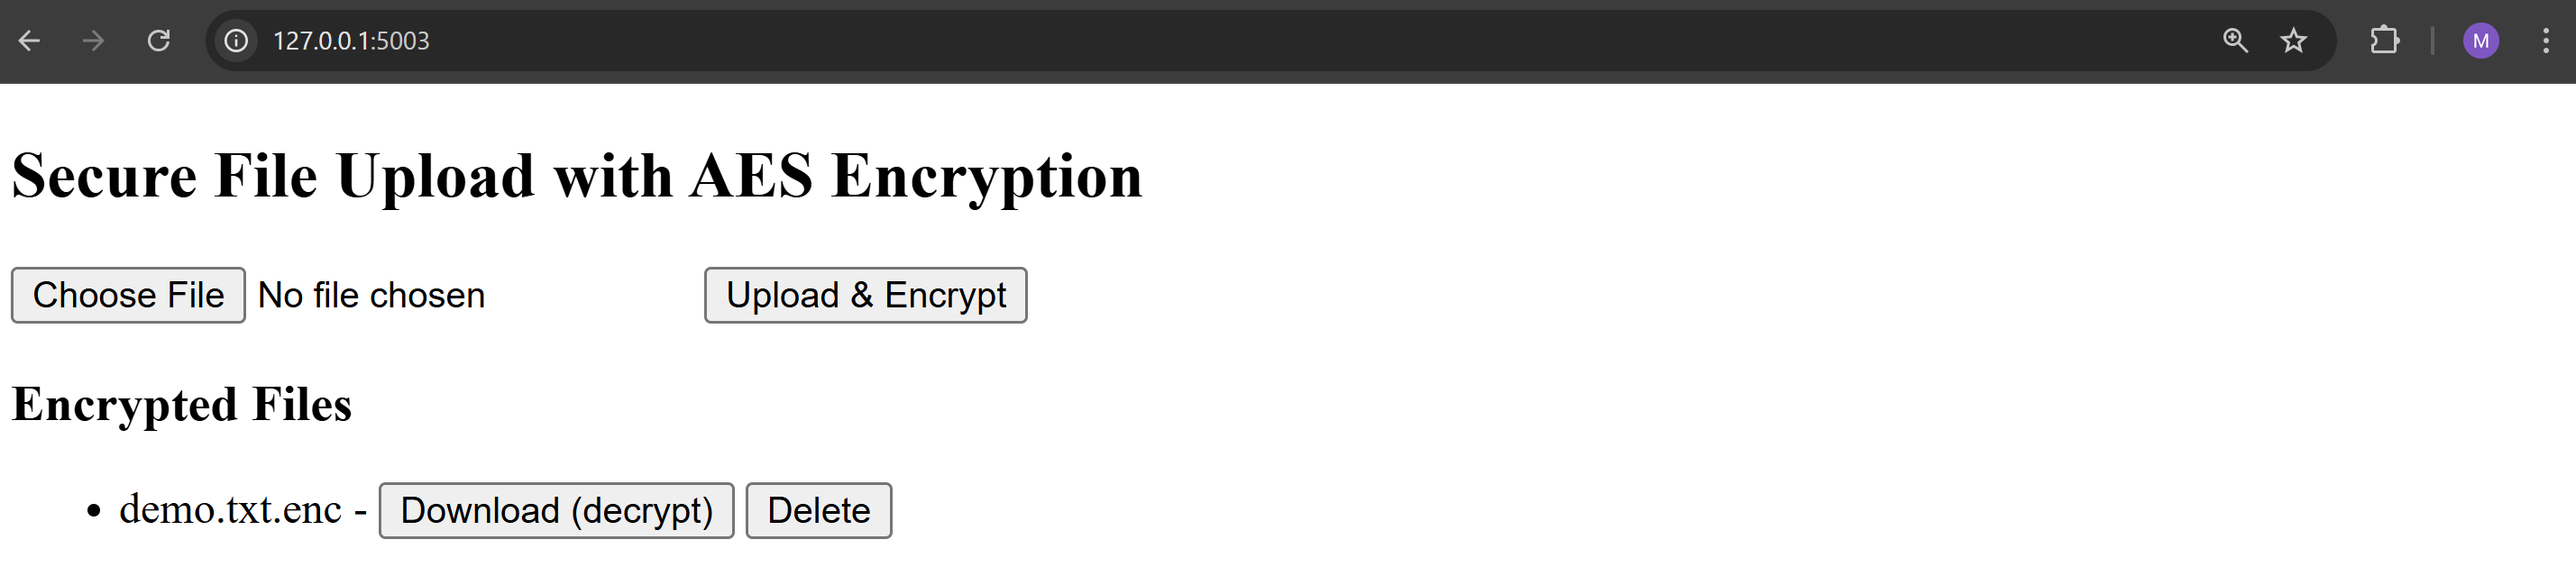 127.0.0.1:5003
M
Secure File Upload with AES Encryption
Choose File No file chosen Upload & Encrypt
Encrypted Files
• demo.txt.enc - Download (decrypt) Delete